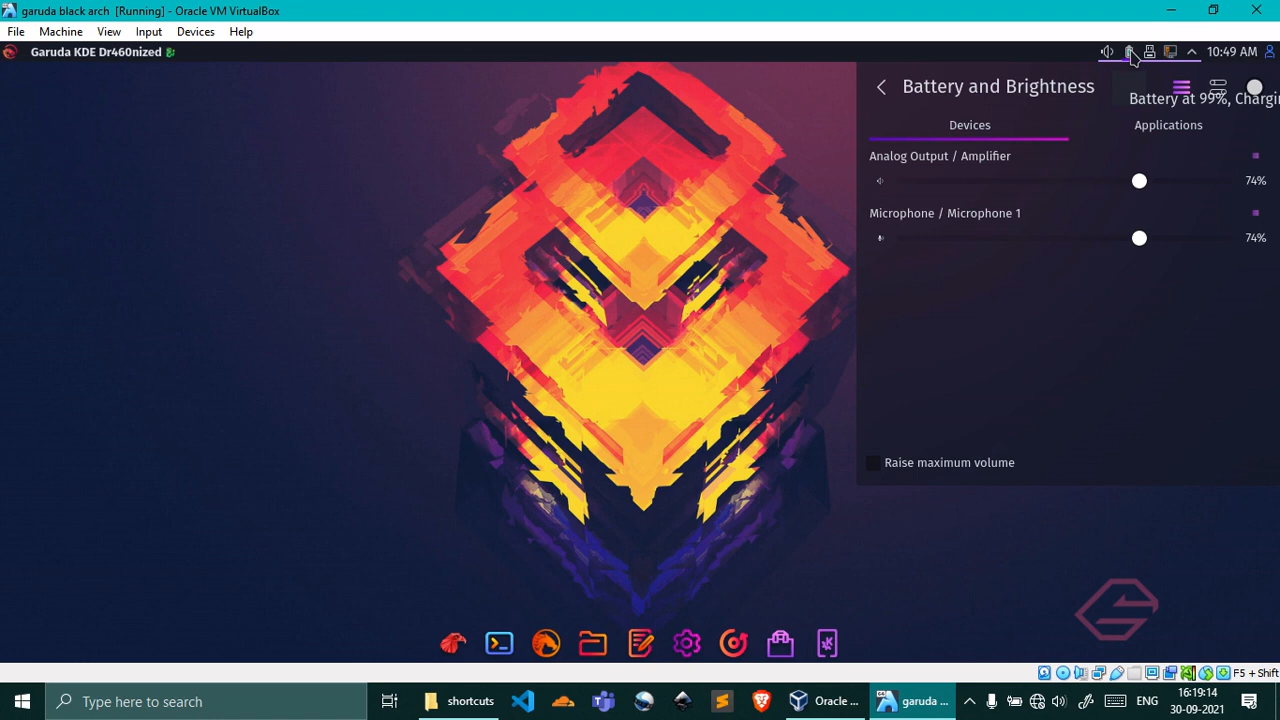 garuda black arch [Running] - Oracle VM VirtualBox
File Machine View Input Devices Help
Garuda KDE Dr460nized
10:49 AM
Battery and Brightness
Battery at 99%, Chargin
Devices Applications
Analog Output / Amplifier
74%
Microphone / Microphone 1
74%
Raise maximum volume
F5 + Shift
Type here to search
shortcuts
Oracle ...
garuda ...
ENG
16:19:14
30-09-2021